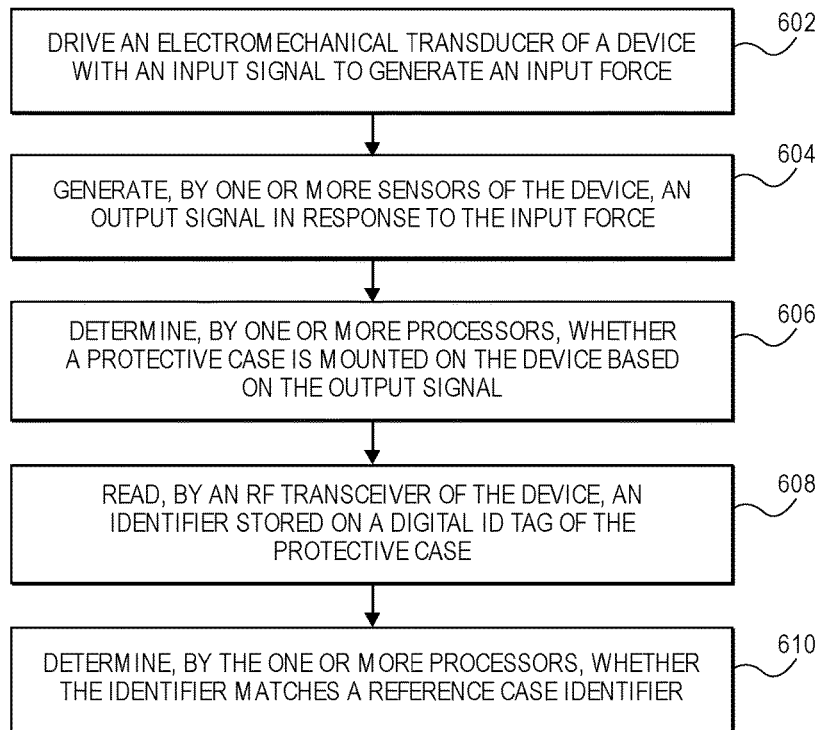 602
DRIVE AN ELECTROMECHANICAL TRANSDUCER OF A DEVICE
WITH AN INPUT SIGNAL TO GENERATE AN INPUT FORCE
604
GENERATE, BY ONE OR MORE SENSORS OF THE DEVICE, AN
OUTPUT SIGNAL IN RESPONSE TO THE INPUT FORCE
606
DETERMINE, BY ONE OR MORE PROCESSORS, WHETHER
A PROTECTIVE CASE IS MOUNTED ON THE DEVICE BASED
ON THE OUTPUT SIGNAL
608
READ, BY AN RF TRANSCEIVER OF THE DEVICE, AN
IDENTIFIER STORED ON A DIGITAL ID TAG OF THE
PROTECTIVE CASE
610
DETERMINE, BY THE ONE OR MORE PROCESSORS, WHETHER
THE IDENTIFIER MATCHES A REFERENCE CASE IDENTIFIER